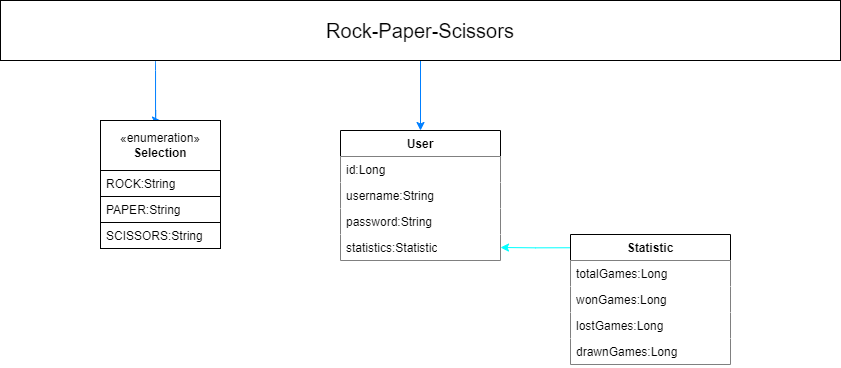 Rock-Paper-Scissors
«enumeration»
Selection
ROCK:String
PAPER:String
SCISSORS:String
User
id:Long
username:String
password:String
statistics:Statistic
Statistic
totalGames:Long
wonGames:Long
lostGames:Long
drawnGames:Long